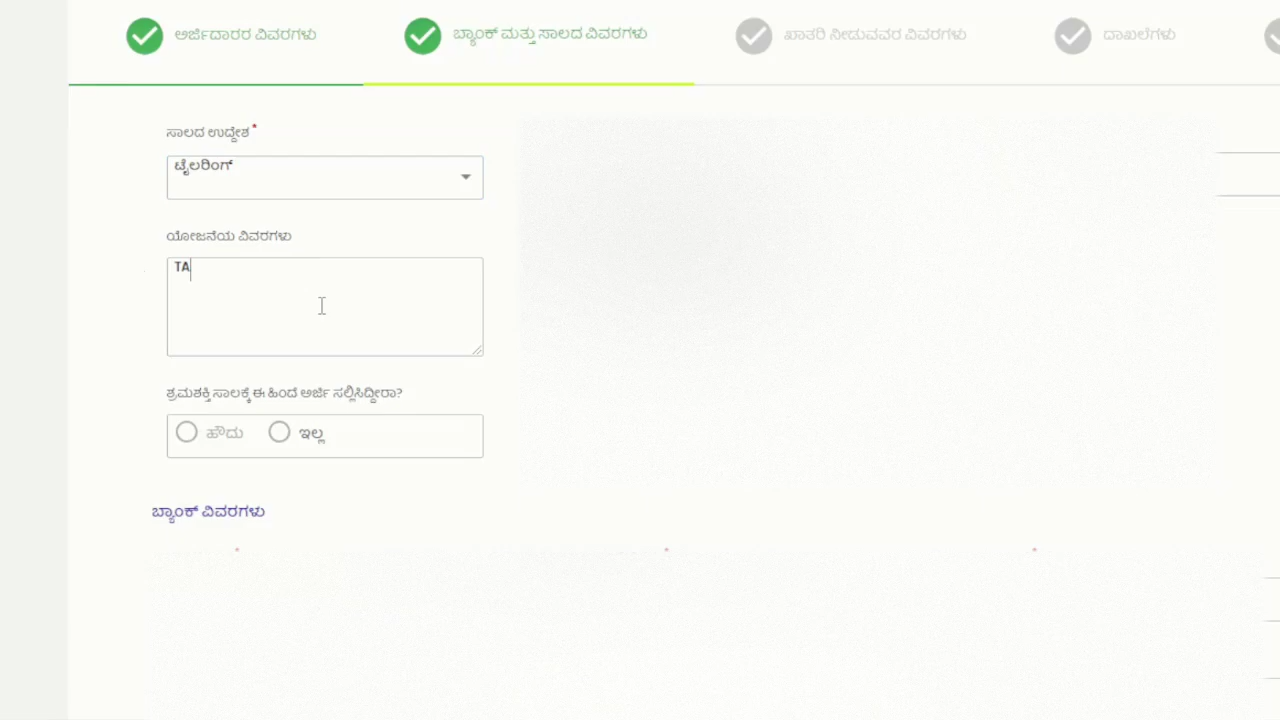 ಅರ್ಜಿದಾರರ ವಿವರಗಳು
ಬ್ಯಾಂಕ್ ಮತ್ತು ಸಾಲದ ವಿವರಗಳು
ಖಾತರಿ ನೀಡುವವರ ವಿವರಗಳು
ದಾಖಲೆಗಳು
ಸಾಲದ ಉದ್ದೇಶ *
ಟೈಲರಿಂಗ್
ಯೋಜನೆಯ ವಿವರಗಳು
TA
ಶ್ರಮಶಕ್ತಿ ಸಾಲಕ್ಕೆ ಈ ಹಿಂದೆ ಅರ್ಜಿ ಸಲ್ಲಿಸಿದ್ದೀರಾ?
ಹೌದು
ಇಲ್ಲ
ಬ್ಯಾಂಕ್ ವಿವರಗಳು